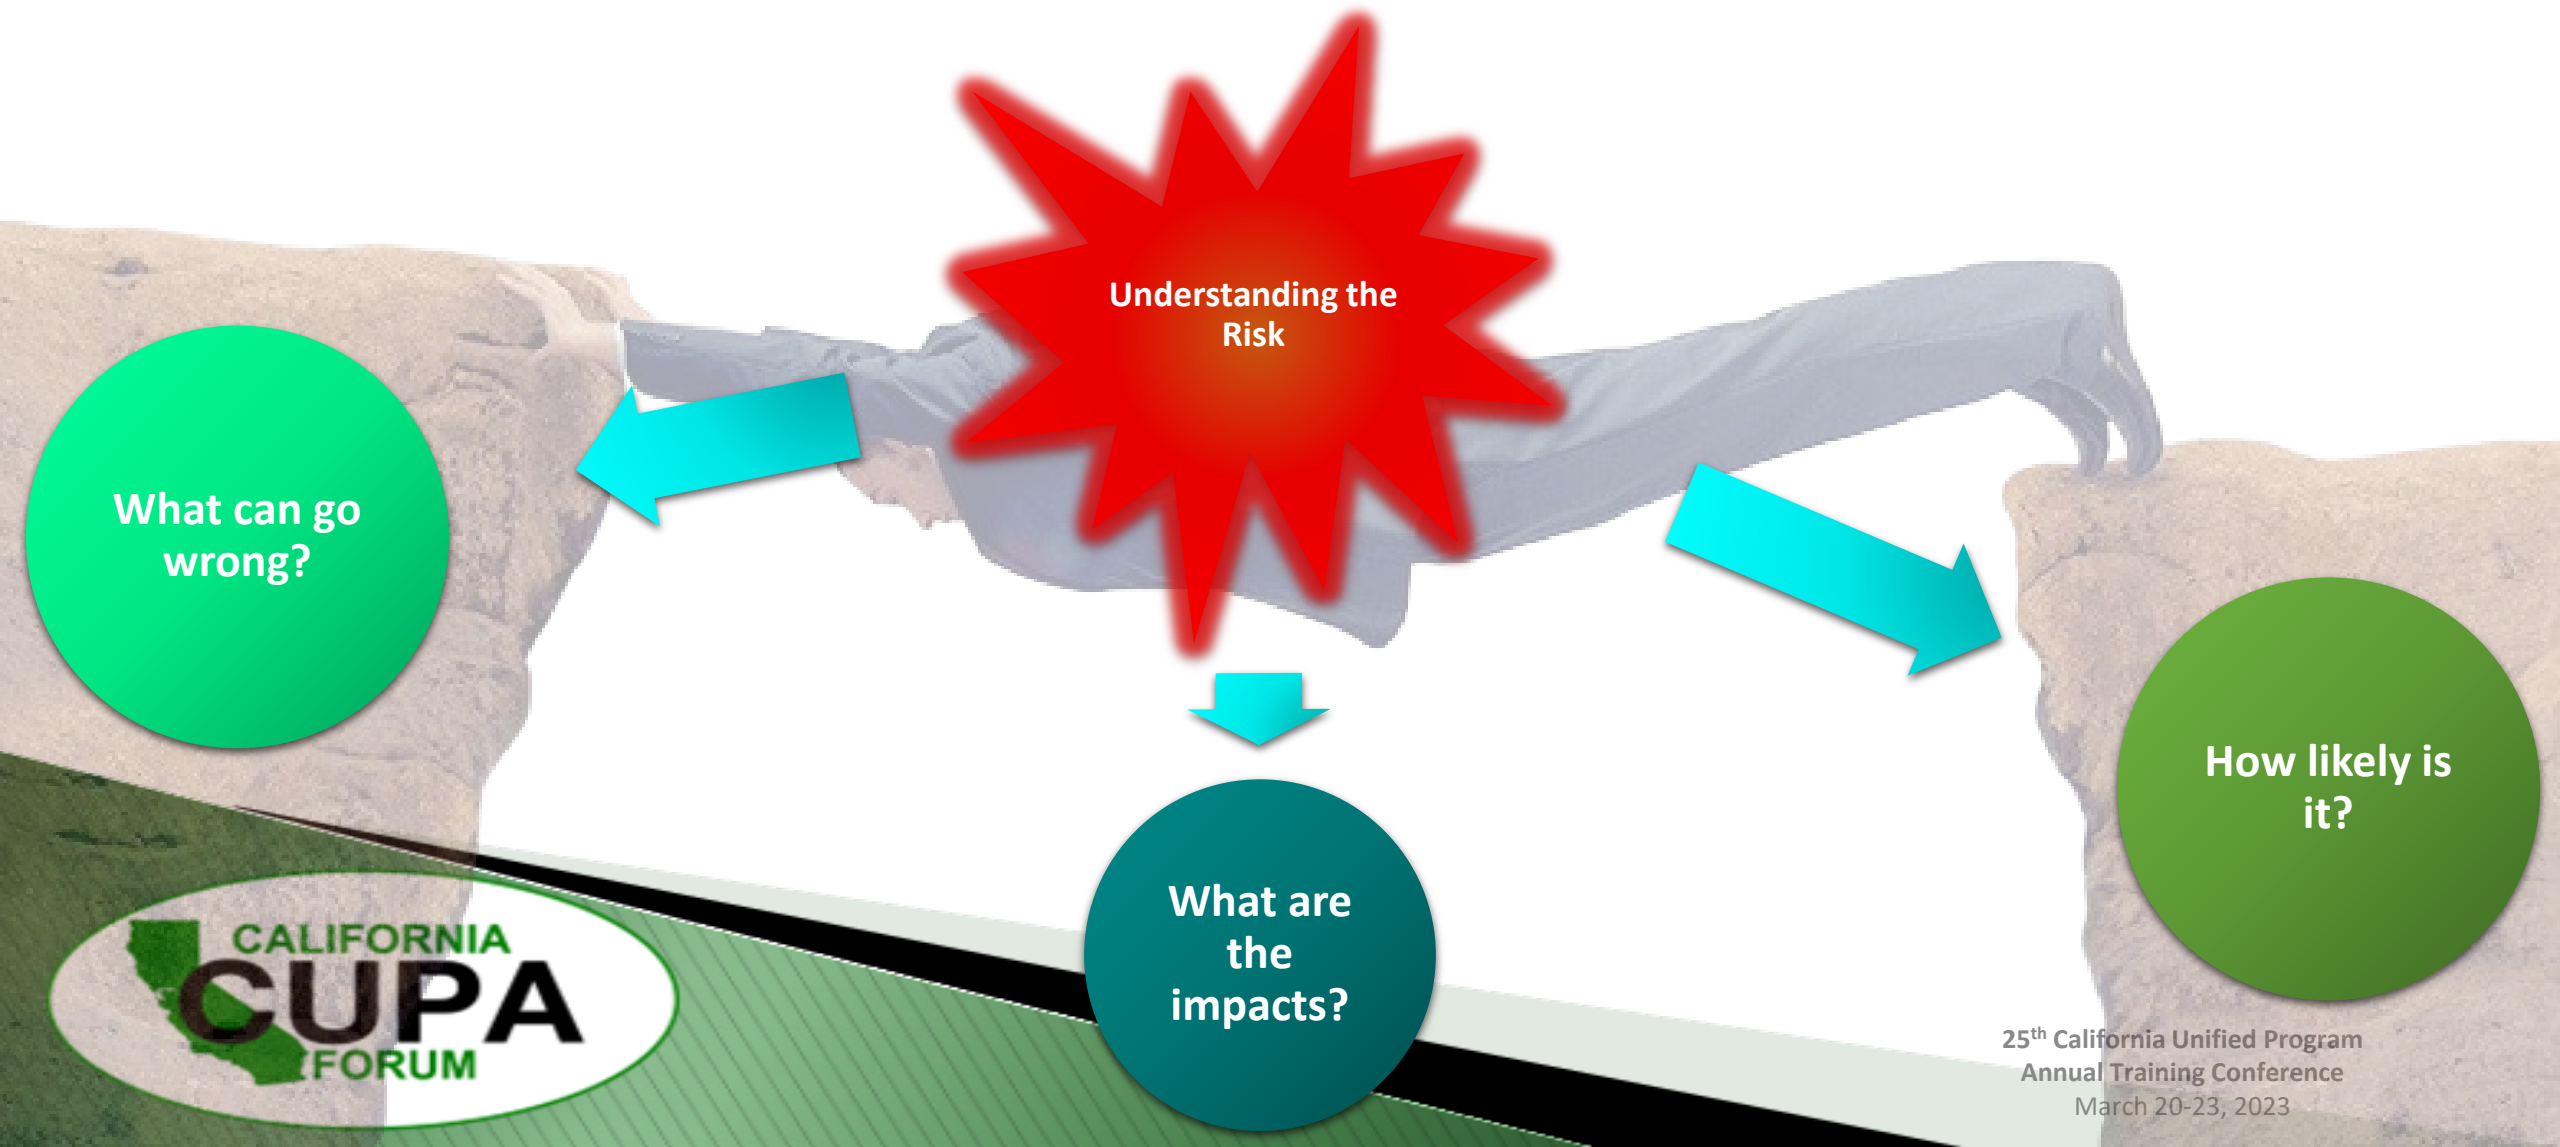 Understanding the
Risk
What can go
wrong?
What are
the
impacts?
How likely is
it?
CALIFORNIA
CUPA
FORUM
25th California Unified Program
Annual Training Conference
March 20-23, 2023